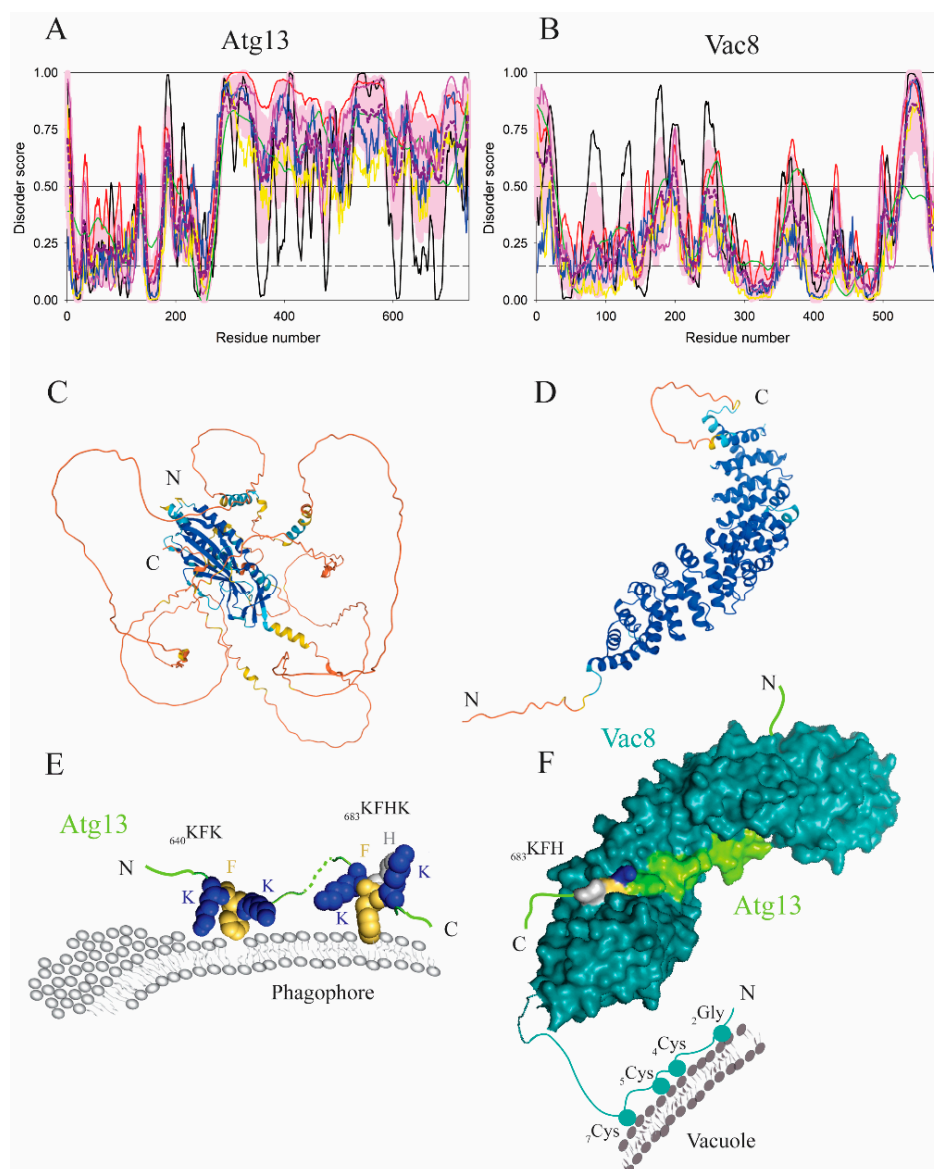 A
Atg13
B
Vac8
Disorder score
1.00
0.75
0.50
0.25
0.00
0 200 400 600
Residue number
Disorder score
1.00
0.75
0.50
0.25
0.00
0 100 200 300 400 500
Residue number
C
N
C
D
C
N
E
Atg13
N
640KFK
K
F
K
683KFHK
F
H
K
K
C
Phagophore
F
Vac8
N
683KFH
Atg13
C
N
2Gly
4Cys
5Cys
7Cys
Vacuole